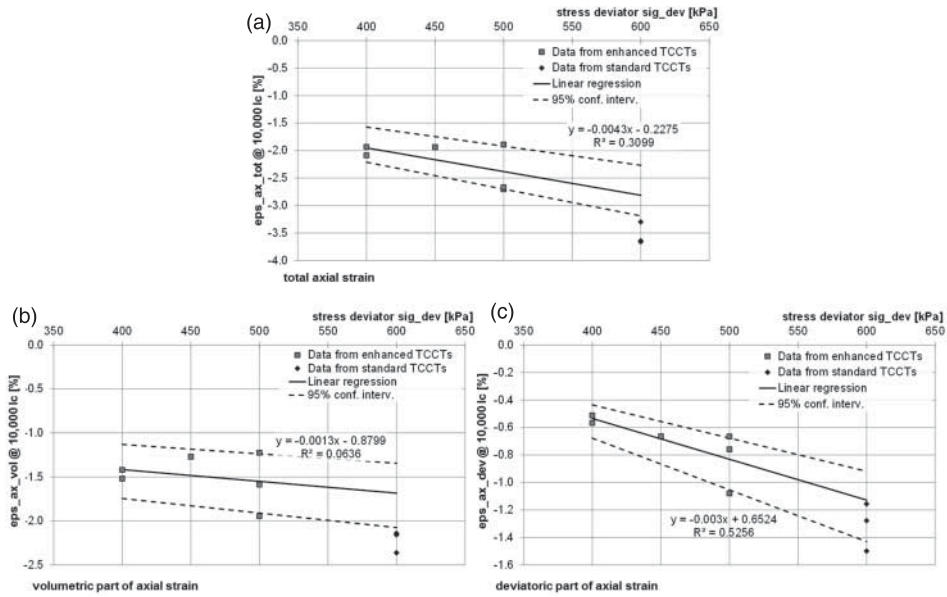 (a)
stress deviator sig_dev [kPa]
350 400 450 500 550 600 650
0.0
-0.5
-1.0
-1.5
-2.0
-2.5
-3.0
-3.5
-4.0
eps_ax_tot @ 10,000 lc [%]
Data from enhanced TCCTs
Data from standard TCCTs
Linear regression
95% conf. interv.
y = -0.0043x - 0.2275
R² = 0.3099
total axial strain
(b)
stress deviator sig_dev [kPa]
350 400 450 500 550 600 650
0.0
-0.5
-1.0
-1.5
-2.0
-2.5
eps_ax_vol @ 10,000 lc [%]
Data from enhanced TCCTs
Data from standard TCCTs
Linear regression
95% conf. interv.
y = -0.0013x - 0.8799
R² = 0.0636
volumetric part of axial strain
(c)
stress deviator sig_dev [kPa]
350 400 450 500 550 600 650
0.0
-0.2
-0.4
-0.6
-0.8
-1.0
-1.2
-1.4
-1.6
eps_ax_dev @ 10,000 lc [%]
Data from enhanced TCCTs
Data from standard TCCTs
Linear regression
95% conf. interv.
y = -0.003x + 0.6524
R² = 0.5256
deviatoric part of axial strain